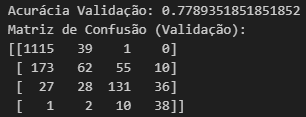 Acurácia Validação: 0.7789351851851852
Matriz de Confusão (Validação):
[[1115   39    1    0]
 [ 173   62   55   10]
 [  27   28  131   36]
 [   1    2   10   38]]